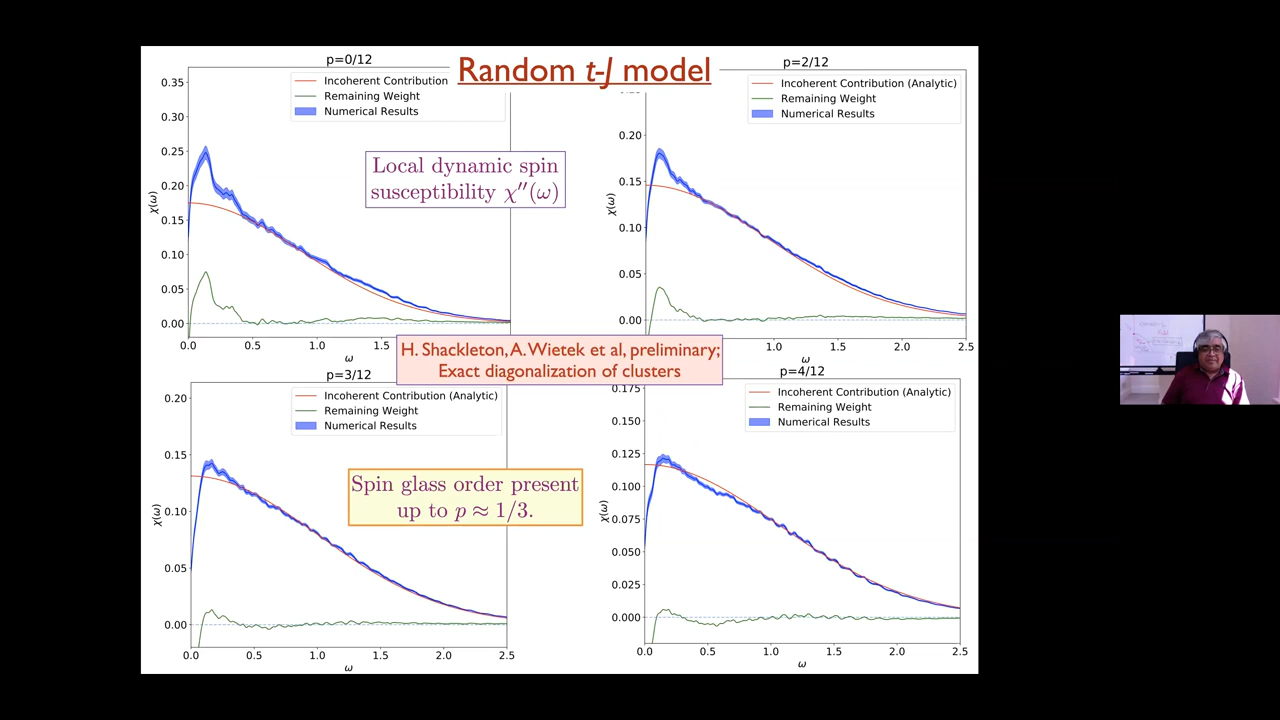 Random t-J model
p=0/12
Incoherent Contribution
Remaining Weight
Numerical Results
0.35
0.30
0.25
0.20
0.15
0.10
0.05
0.00
χ(ω)
0.0 0.5 1.0 1.5
ω
p=2/12
Incoherent Contribution (Analytic)
Remaining Weight
Numerical Results
0.20
0.15
0.10
0.05
0.00
χ(ω)
1.0 1.5 2.0 2.5
ω
Local dynamic spin
susceptibility χ″(ω)
H. Shackleton, A. Wietek et al, preliminary;
Exact diagonalization of clusters
p=3/12
Incoherent Contribution (Analytic)
Remaining Weight
Numerical Results
0.20
0.15
0.10
0.05
0.00
χ(ω)
0.0 0.5 1.0 1.5 2.0 2.5
ω
p=4/12
Incoherent Contribution (Analytic)
Remaining Weight
Numerical Results
0.175
0.150
0.125
0.100
0.075
0.050
0.025
0.000
χ(ω)
0.0 0.5 1.0 1.5 2.0 2.5
ω
Spin glass order present
up to p ≈ 1/3.